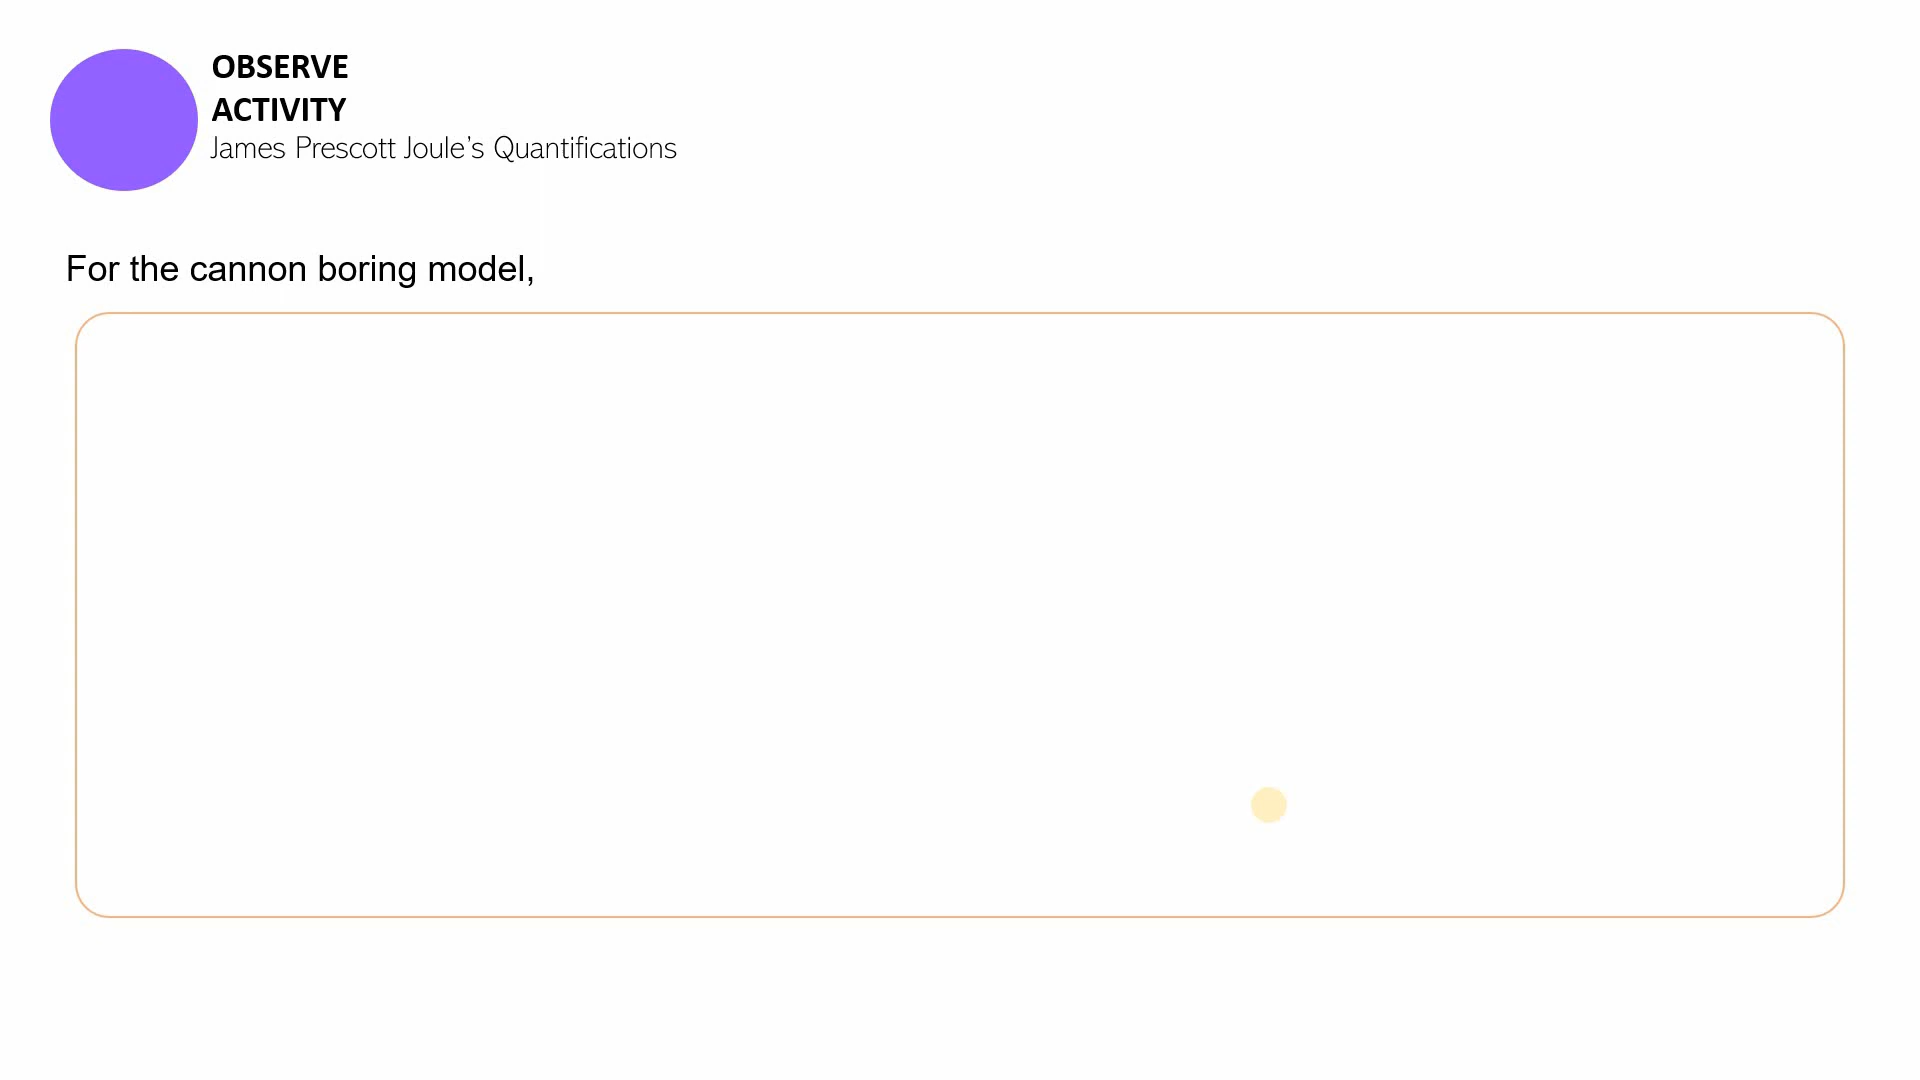 OBSERVE
ACTIVITY
James Prescott Joule’s Quantifications
For the cannon boring model,